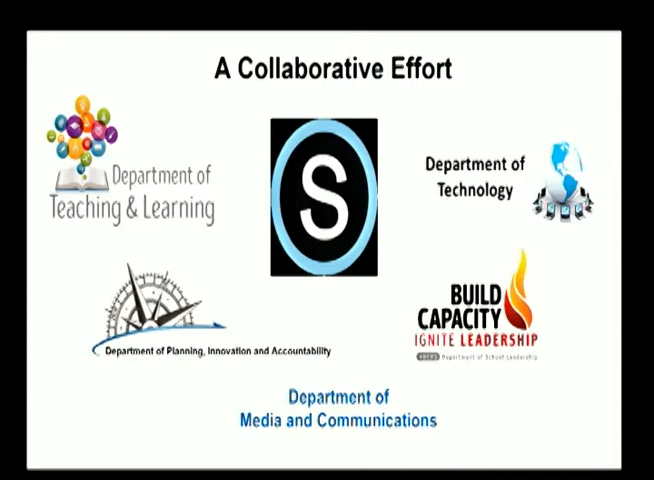 A Collaborative Effort
Department of
Teaching & Learning
S
Department of
Technology
Department of Planning, Innovation and Accountability
BUILD
CAPACITY
IGNITE LEADERSHIP
Department of School Leadership
Department of
Media and Communications